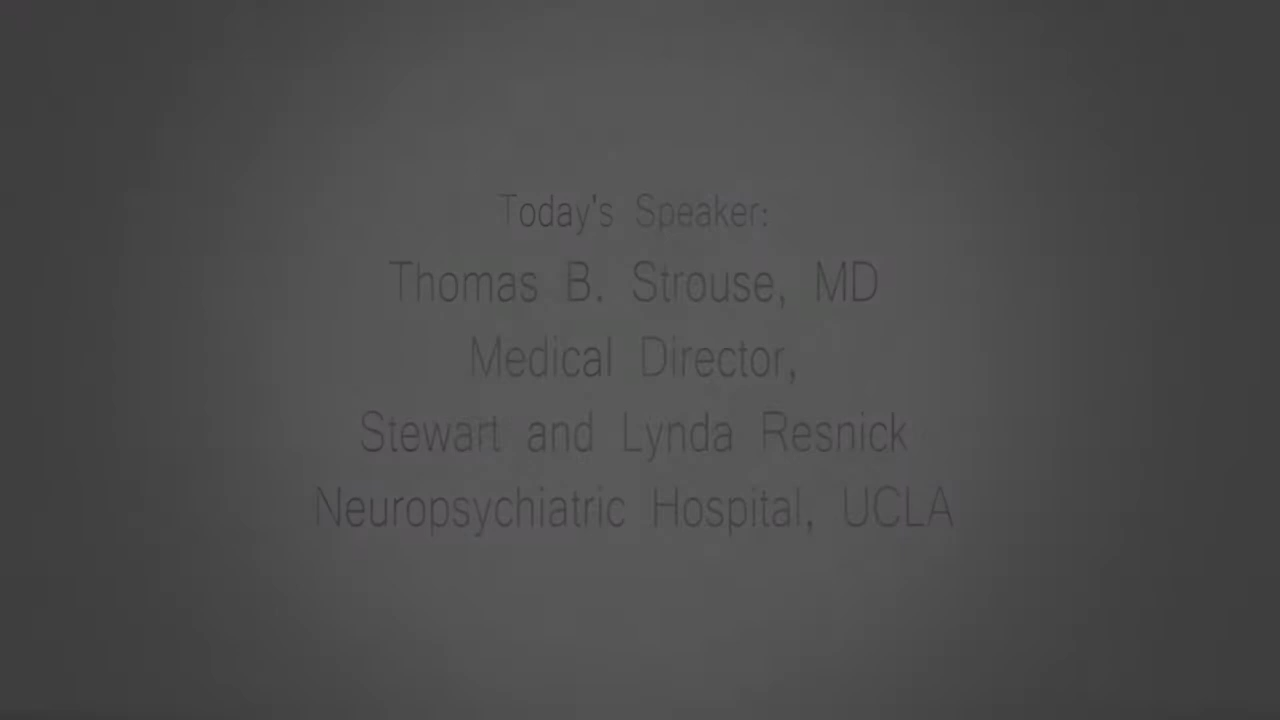 Today's Speaker:
Thomas B. Strouse, MD
Medical Director,
Stewart and Lynda Resnick
Neuropsychiatric Hospital, UCLA